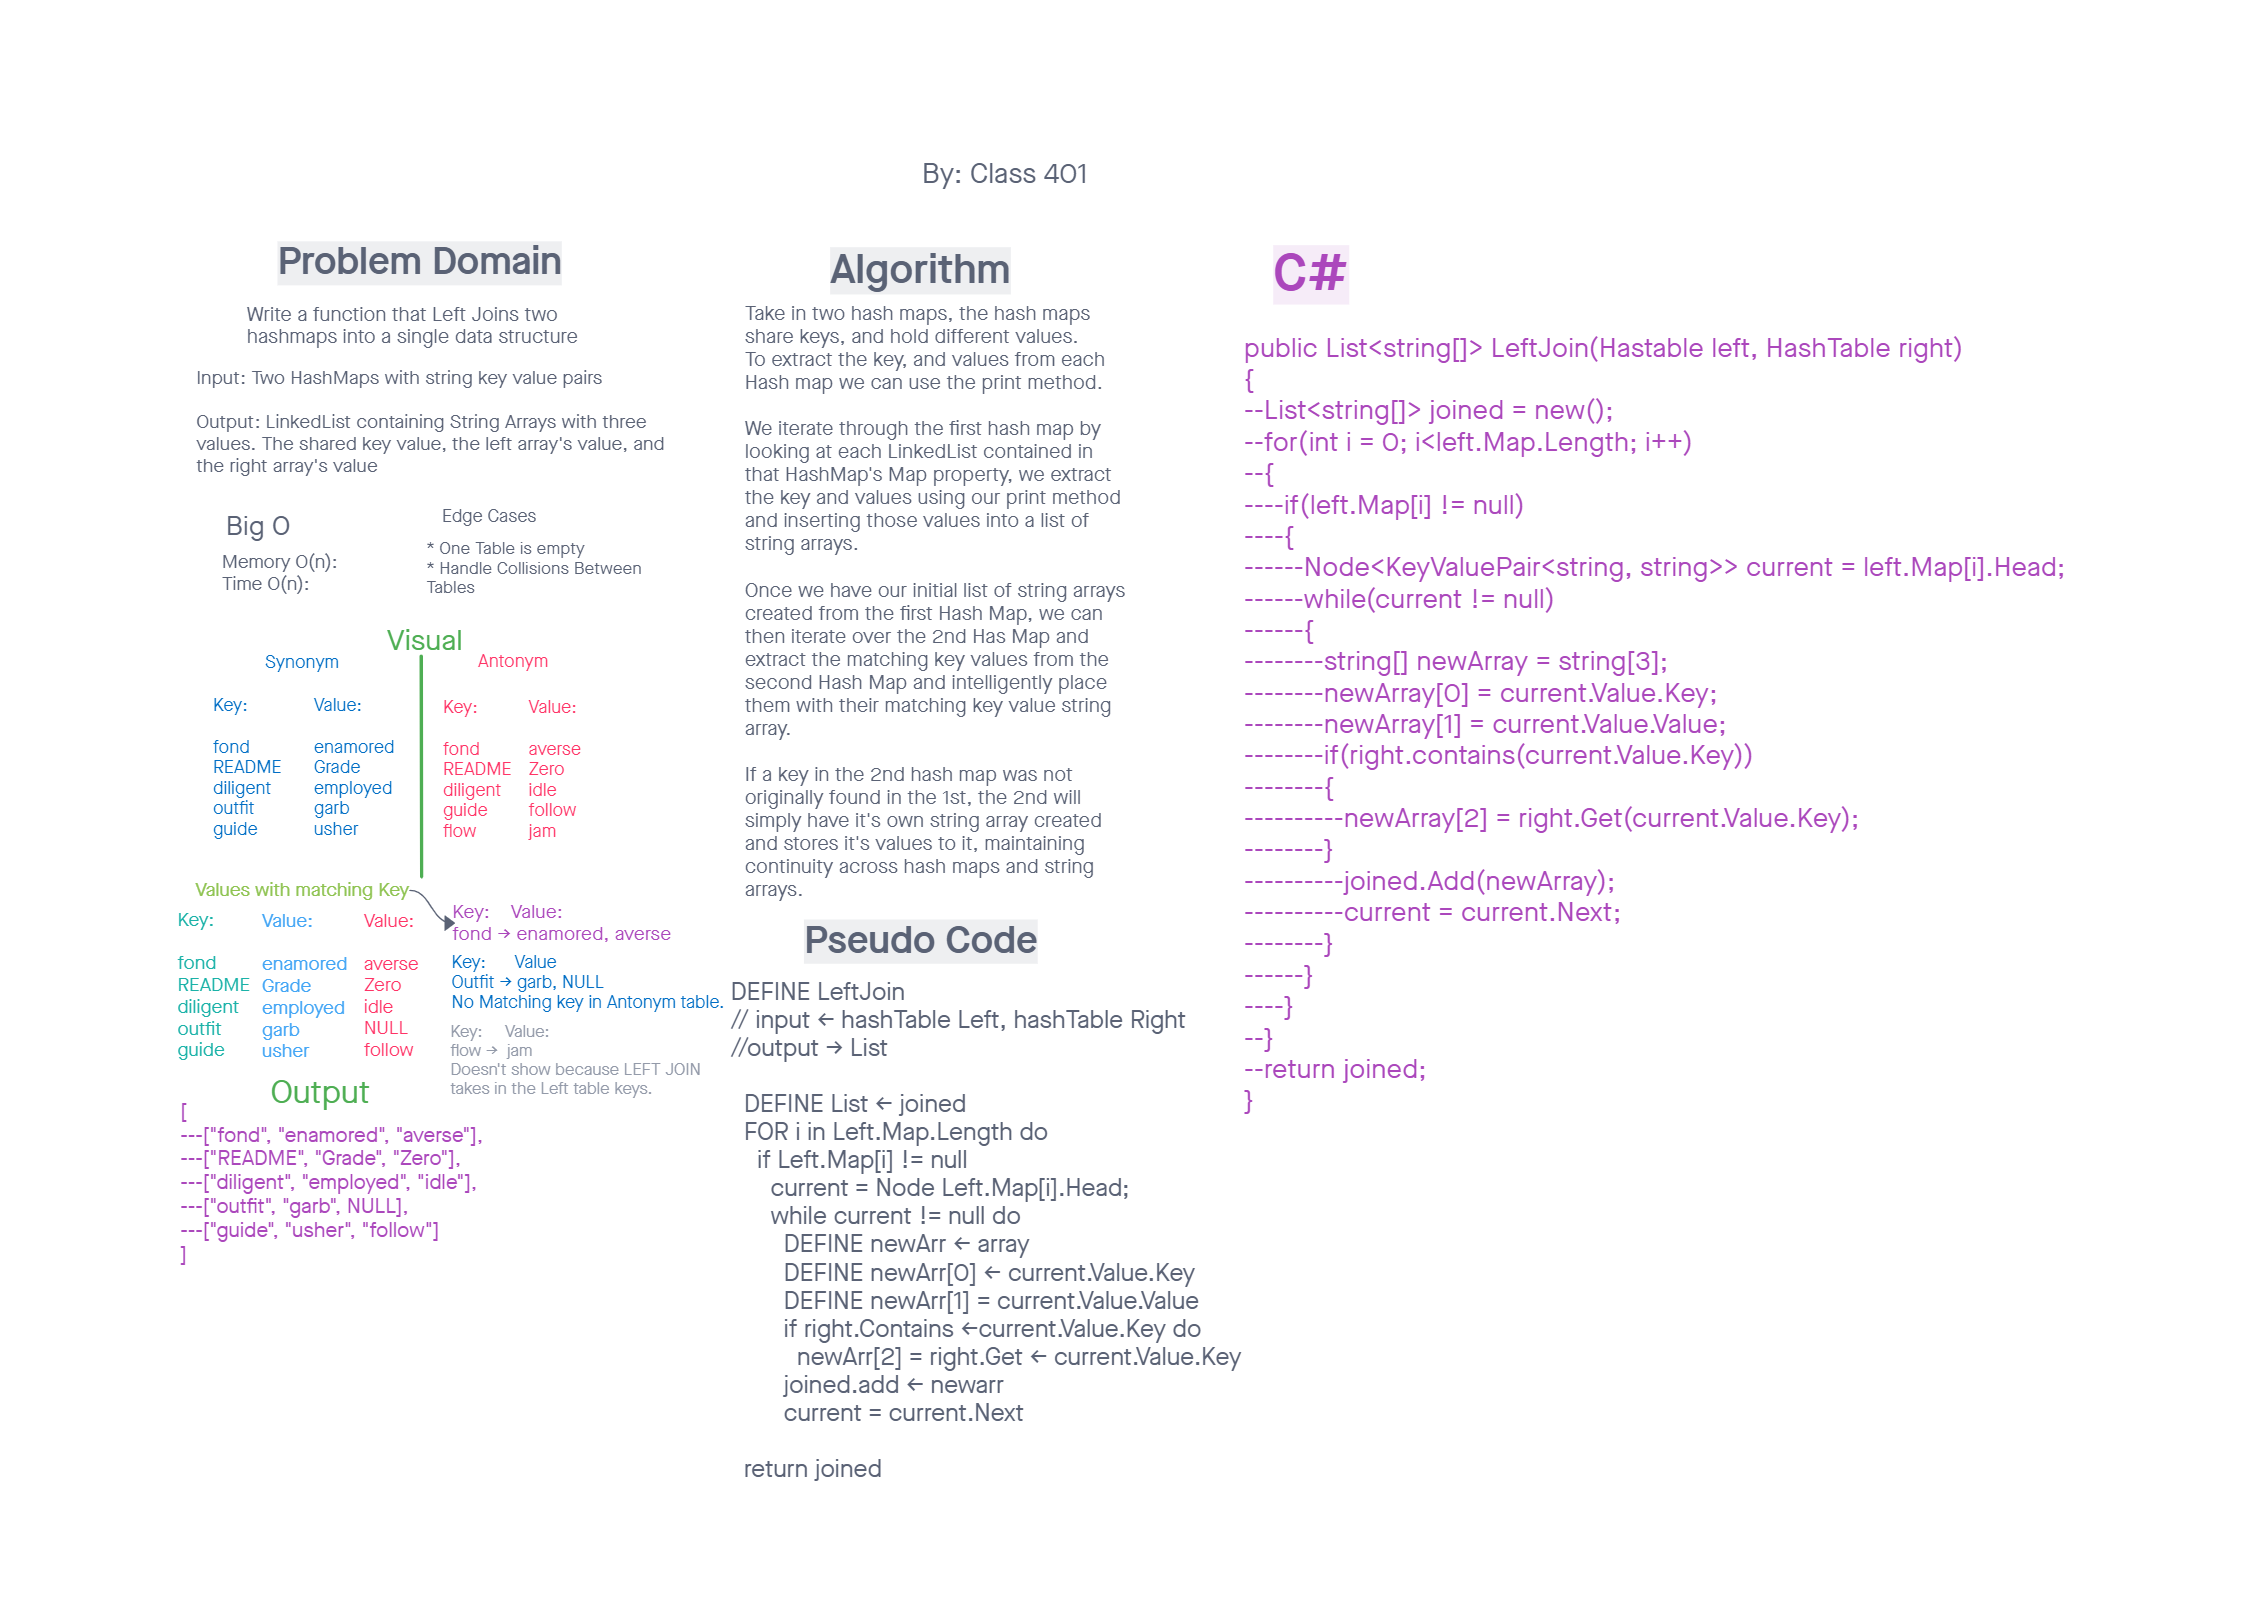 By: Class 401
Problem Domain
Write a function that Left Joins two
hashmaps into a single data structure
Input: Two HashMaps with string key value pairs
Output: LinkedList containing String Arrays with three
values. The shared key value, the left array's value, and
the right array's value
Big O
Memory O(n):
Time O(n):
Edge Cases
* One Table is empty
* Handle Collisions Between
Tables
Visual
Synonym
Key: Value:
fond enamored
README Grade
diligent employed
outfit garb
guide usher
Antonym
Key: Value:
fond averse
README Zero
diligent idle
guide follow
flow jam
Values with matching Key
Key: Value: Value:
fond enamored averse
README Grade Zero
diligent employed idle
outfit garb NULL
guide usher follow
Key: Value:
fond → enamored, averse
Key: Value
Outfit → garb, NULL
No Matching key in Antonym table.
Key: Value:
flow → jam
Doesn't show because LEFT JOIN
takes in the Left table keys.
Output
[
---["fond", "enamored", "averse"],
---["README", "Grade", "Zero"],
---["diligent", "employed", "idle"],
---["outfit", "garb", NULL],
---["guide", "usher", "follow"]
]
Algorithm
Take in two hash maps, the hash maps
share keys, and hold different values.
To extract the key, and values from each
Hash map we can use the print method.
We iterate through the first hash map by
looking at each LinkedList contained in
that HashMap's Map property, we extract
the key and values using our print method
and inserting those values into a list of
string arrays.
Once we have our initial list of string arrays
created from the first Hash Map, we can
then iterate over the 2nd Has Map and
extract the matching key values from the
second Hash Map and intelligently place
them with their matching key value string
array.
If a key in the 2nd hash map was not
originally found in the 1st, the 2nd will
simply have it's own string array created
and stores it's values to it, maintaining
continuity across hash maps and string
arrays.
Pseudo Code
DEFINE LeftJoin
// input ← hashTable Left, hashTable Right
//output → List
DEFINE List ← joined
FOR i in Left.Map.Length do
if Left.Map[i] != null
current = Node Left.Map[i].Head;
while current != null do
DEFINE newArr ← array
DEFINE newArr[0] ← current.Value.Key
DEFINE newArr[1] = current.Value.Value
if right.Contains ←current.Value.Key do
newArr[2] = right.Get ← current.Value.Key
joined.add ← newarr
current = current.Next
return joined
C#
public List<string[]> LeftJoin(Hastable left, HashTable right)
{
--List<string[]> joined = new();
--for(int i = 0; i<left.Map.Length; i++)
--{
----if(left.Map[i] != null)
----{
------Node<KeyValuePair<string, string>> current = left.Map[i].Head;
------while(current != null)
------{
--------string[] newArray = string[3];
--------newArray[0] = current.Value.Key;
--------newArray[1] = current.Value.Value;
--------if(right.contains(current.Value.Key))
--------{
----------newArray[2] = right.Get(current.Value.Key);
--------}
----------joined.Add(newArray);
----------current = current.Next;
--------}
------}
----}
--}
--return joined;
}